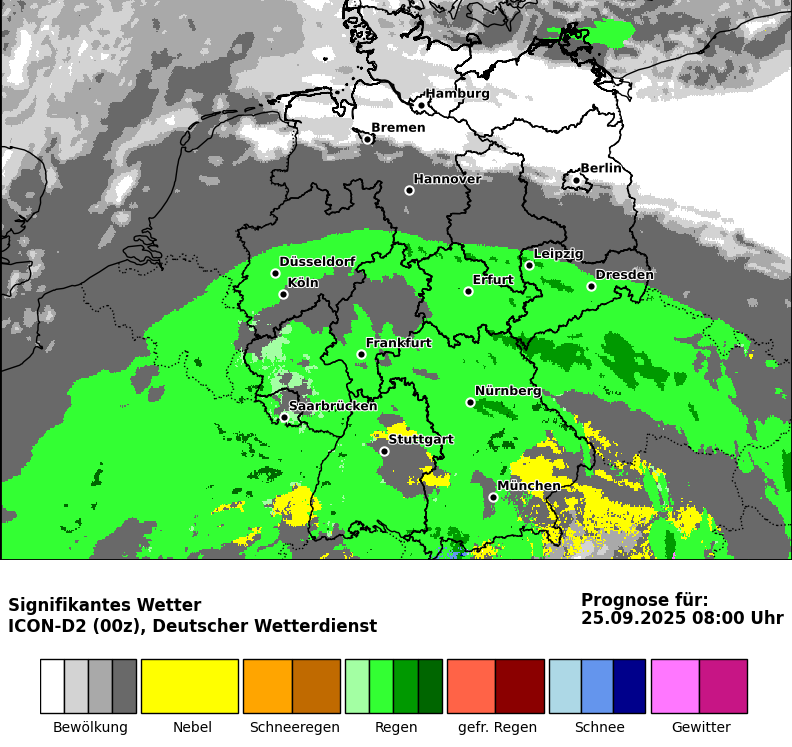 Hamburg
Bremen
Berlin
Hannover
Leipzig
Düsseldorf
Dresden
Köln
Erfurt
Frankfurt
Nürnberg
Saarbrücken
Stuttgart
München
Signifikantes Wetter
ICON-D2 (00z), Deutscher Wetterdienst
Prognose für:
25.09.2025 08:00 Uhr
Bewölkung Nebel Schneeregen Regen gefr. Regen Schnee Gewitter